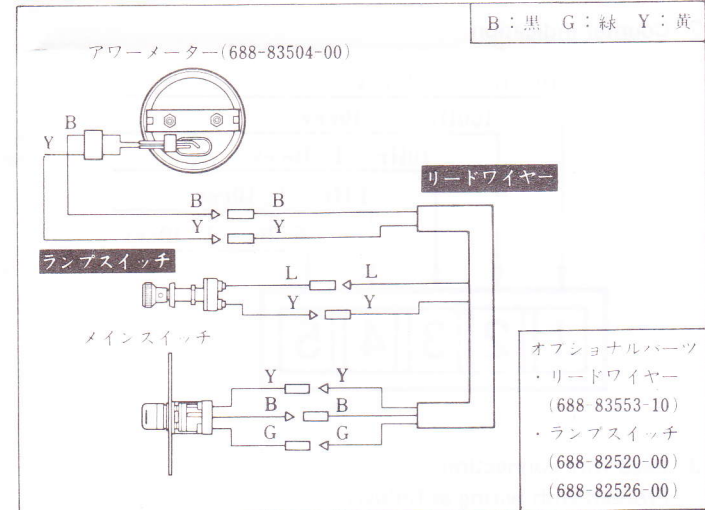 B：黒 G：緑 Y：黄
アワーメーター(688-83504-00)
B
Y
リードワイヤー
B B
Y Y
ランプスイッチ
L L
Y Y
メインスイッチ
Y Y
B B
G G
オプショナルパーツ
・リードワイヤー
(688-83553-10)
・ランプスイッチ
(688-82520-00)
(688-82526-00)